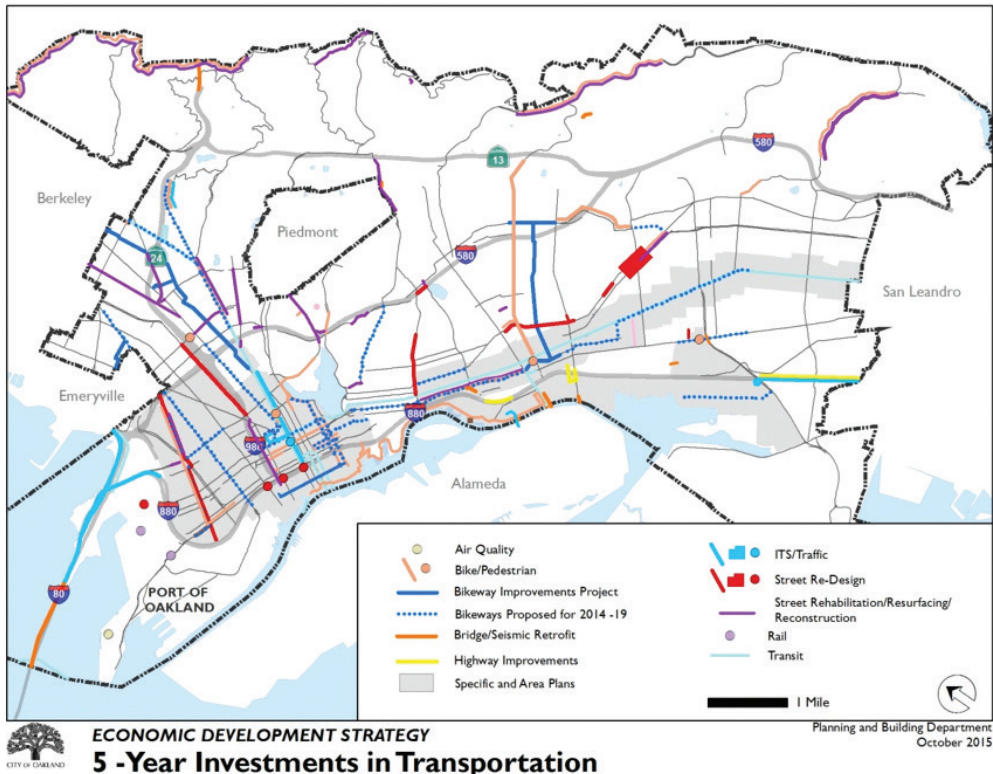 13
580
Berkeley
Piedmont
24
580
San Leandro
Emeryville
880
980
Alameda
880
80
PORT OF
OAKLAND
Air Quality
Bike/Pedestrian
Bikeway Improvements Project
Bikeways Proposed for 2014 -19
Bridge/Seismic Retrofit
Highway Improvements
Specific and Area Plans
ITS/Traffic
Street Re-Design
Street Rehabilitation/Resurfacing/
Reconstruction
Rail
Transit
1 Mile
CITY OF OAKLAND
ECONOMIC DEVELOPMENT STRATEGY
5 -Year Investments in Transportation
Planning and Building Department
October 2015